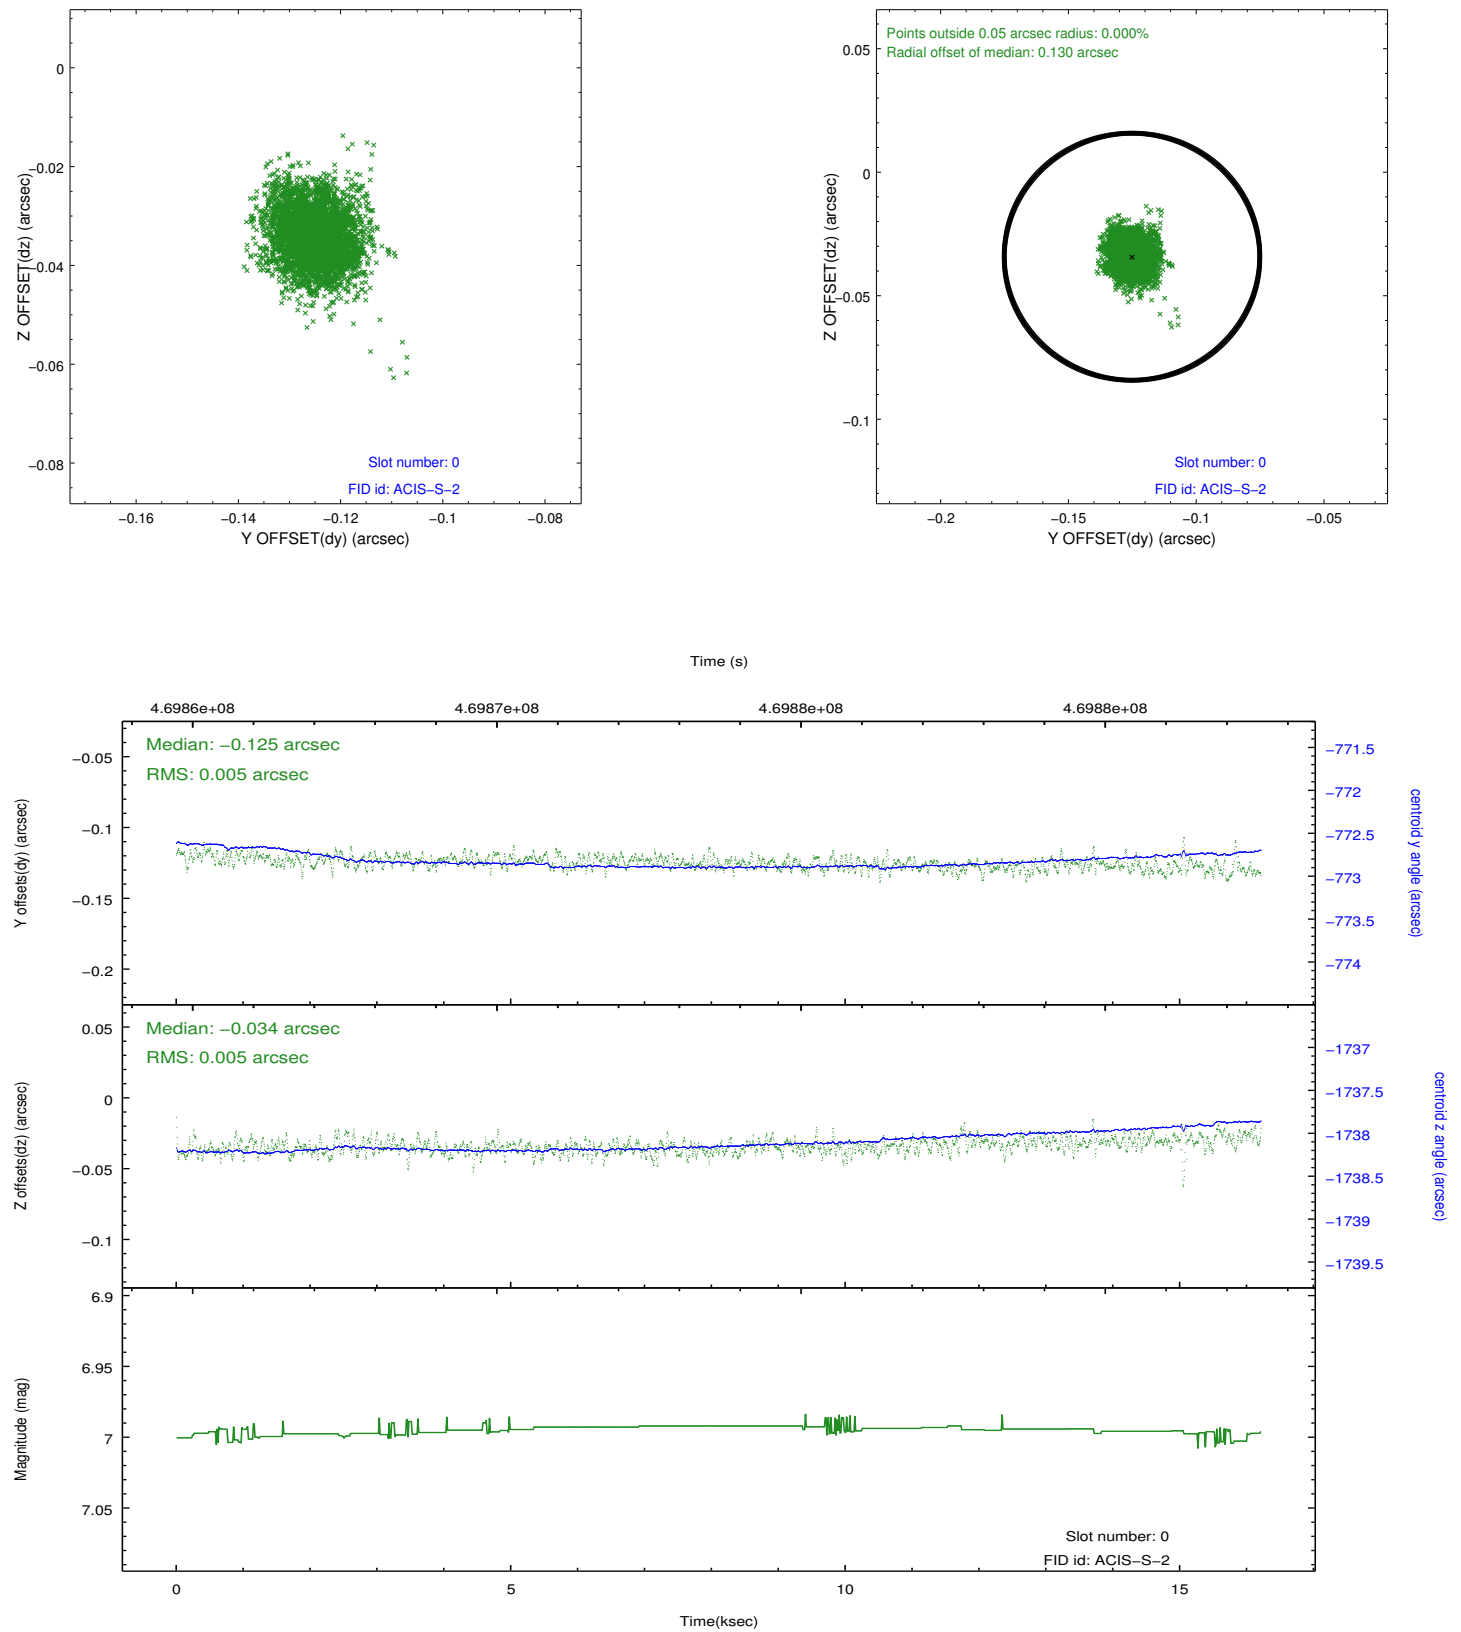 0
−0.02
−0.04
−0.06
−0.08
Z OFFSET(dz) (arcsec)
Slot number: 0
FID id: ACIS−S−2
−0.16
−0.14
−0.12
−0.1
−0.08
Y OFFSET(dy) (arcsec)
Points outside 0.05 arcsec radius: 0.000%
Radial offset of median: 0.130 arcsec
0.05
0
−0.05
−0.1
Z OFFSET(dz) (arcsec)
Slot number: 0
FID id: ACIS−S−2
−0.2
−0.15
−0.1
−0.05
Y OFFSET(dy) (arcsec)
Time (s)
4.6986e+08
4.6987e+08
4.6988e+08
4.6988e+08
Median: −0.125 arcsec
RMS: 0.005 arcsec
−0.05
−0.1
−0.15
−0.2
Y offsets(dy) (arcsec)
−771.5
−772
−772.5
−773
−773.5
−774
centroid y angle (arcsec)
Median: −0.034 arcsec
RMS: 0.005 arcsec
0.05
0
−0.05
−0.1
Z offsets(dz) (arcsec)
−1737
−1737.5
−1738
−1738.5
−1739
−1739.5
centroid z angle (arcsec)
6.9
6.95
7
7.05
Magnitude (mag)
Slot number: 0
FID id: ACIS−S−2
0
5
10
15
Time(ksec)